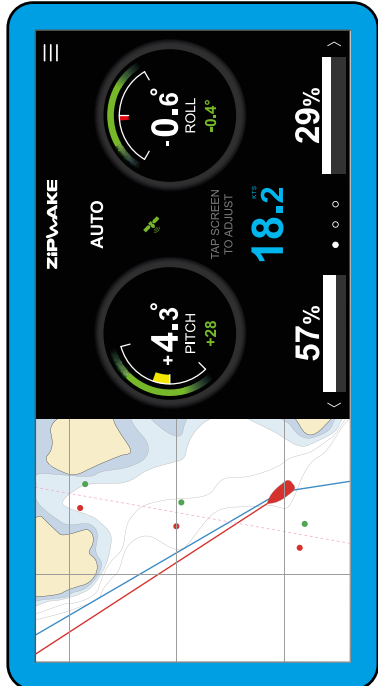 ZiPWAKE
AUTO
+4.3°
PITCH
+28
-0.6°
ROLL
-0.4°
TAP SCREEN
TO ADJUST
18.2 KTS
57%
29%